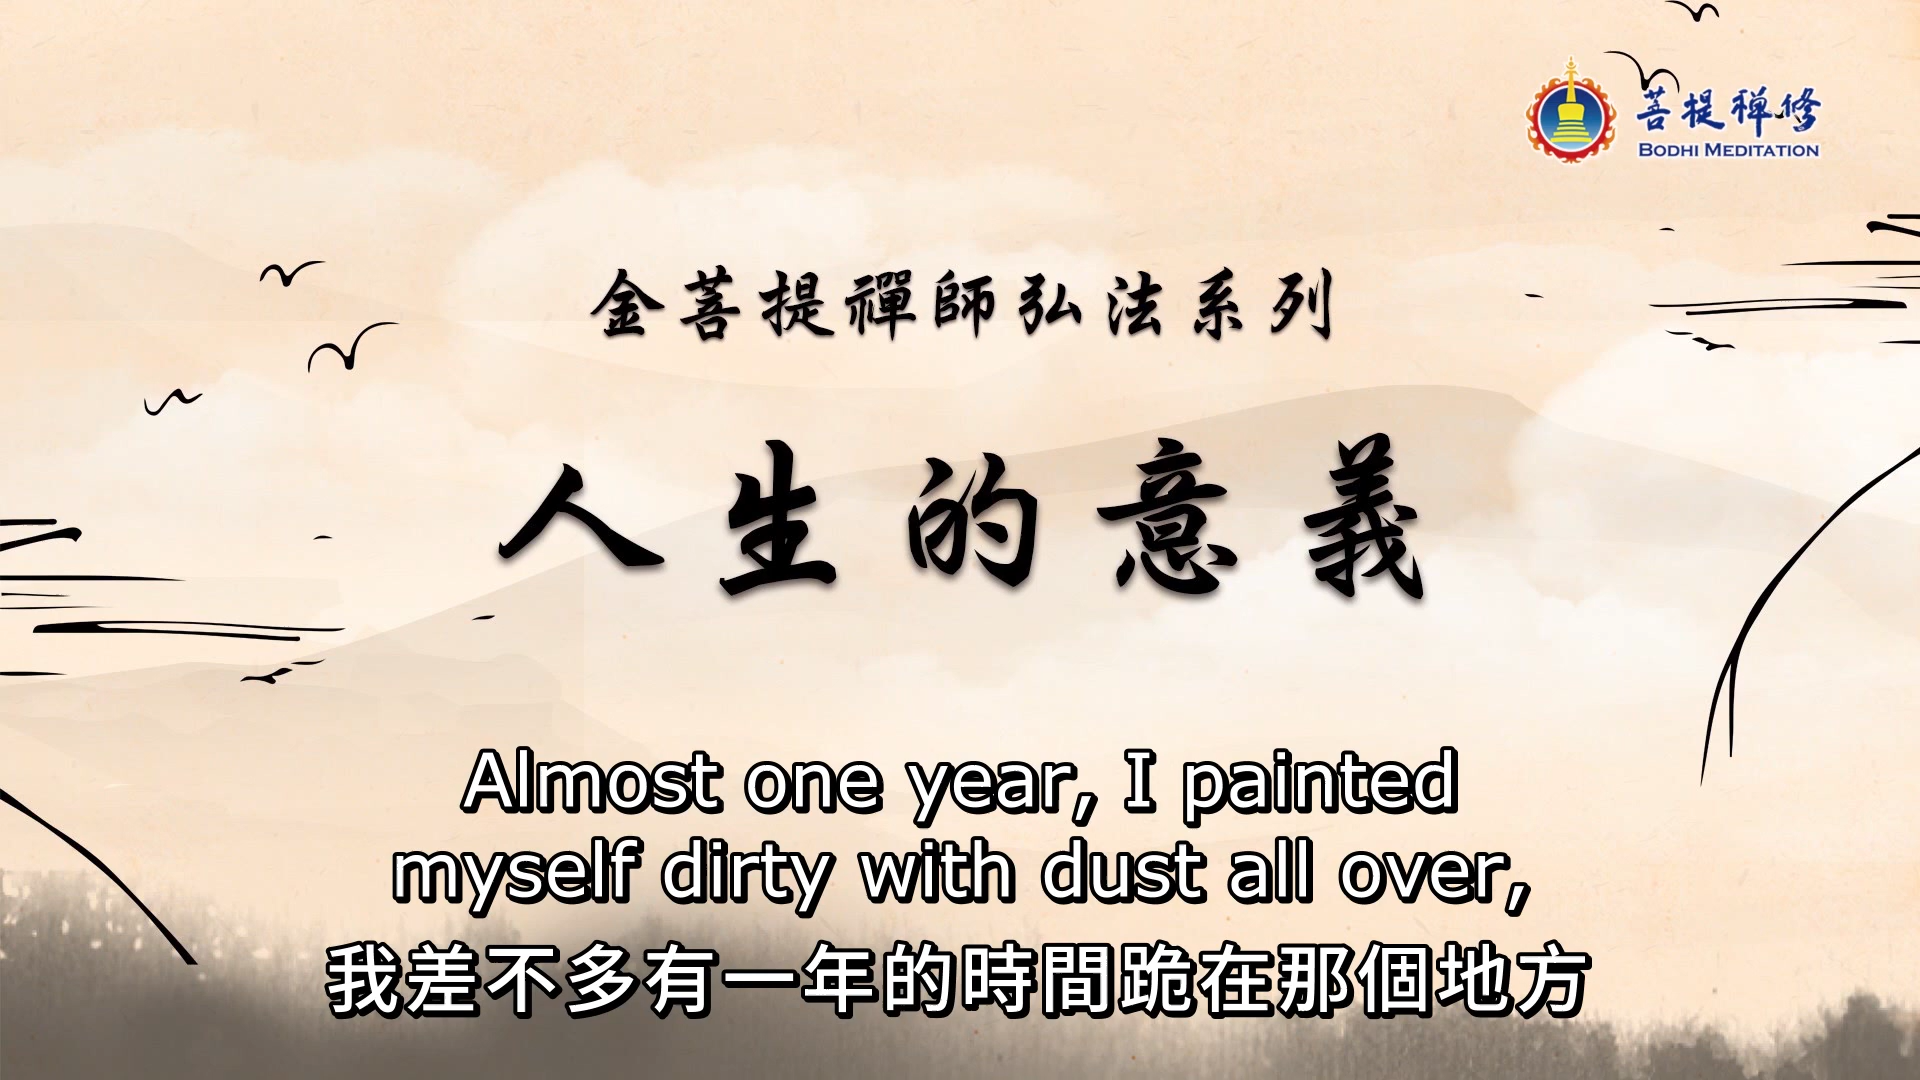 菩提禪修
BODHI MEDITATION
金菩提禪師弘法系列
人生的意義
Almost one year, I painted
myself dirty with dust all over,
我差不多有一年的時間跪在那個地方